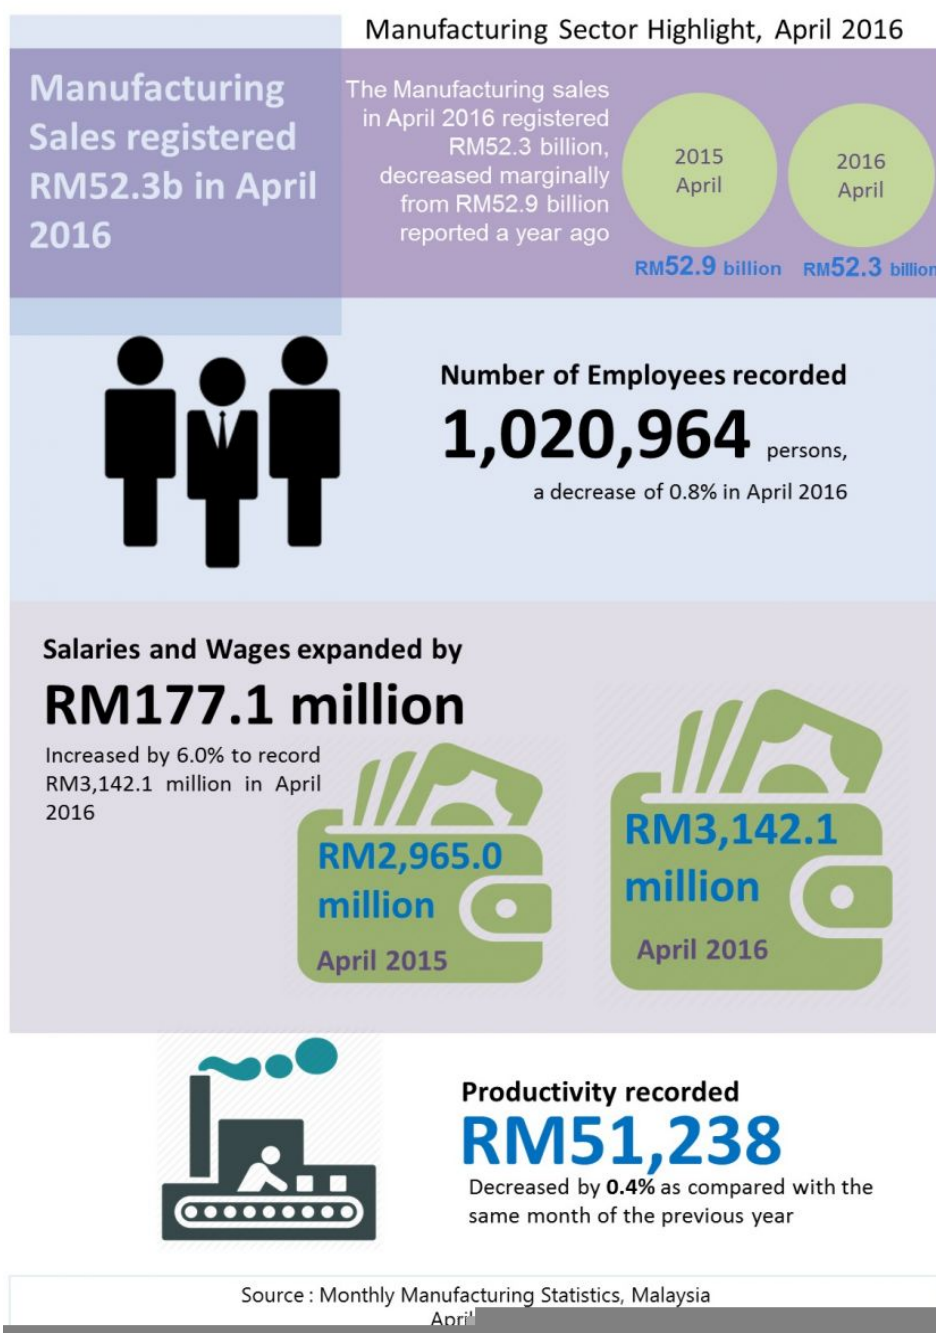 Manufacturing Sector Highlight, April 2016
Manufacturing
Sales registered
RM52.3b in April
2016
The Manufacturing sales
in April 2016 registered
RM52.3 billion,
decreased marginally
from RM52.9 billion
reported a year ago
2015
April
RM52.9 billion
2016
April
RM52.3 billion
Number of Employees recorded
1,020,964 persons,
a decrease of 0.8% in April 2016
Salaries and Wages expanded by
RM177.1 million
Increased by 6.0% to record
RM3,142.1 million in April
2016
RM2,965.0
million
April 2015
RM3,142.1
million
April 2016
Productivity recorded
RM51,238
Decreased by 0.4% as compared with the
same month of the previous year
Source : Monthly Manufacturing Statistics, Malaysia
April